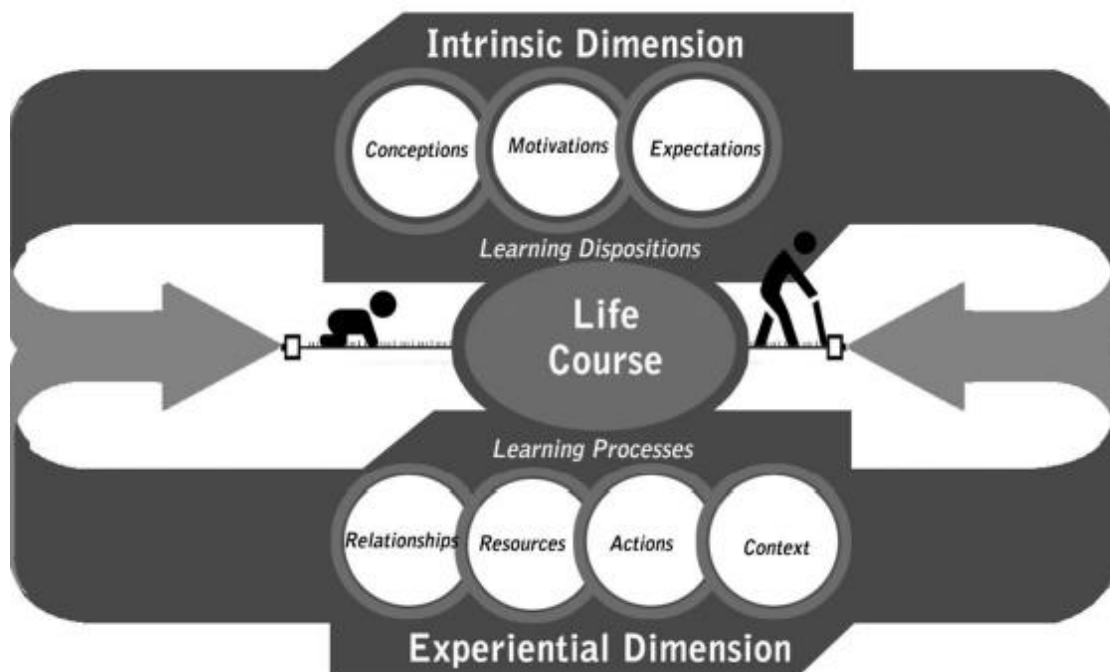 Intrinsic Dimension
Conceptions
Motivations
Expectations
Learning Dispositions
Life
Course
Learning Processes
Relationships
Resources
Actions
Context
Experiential Dimension